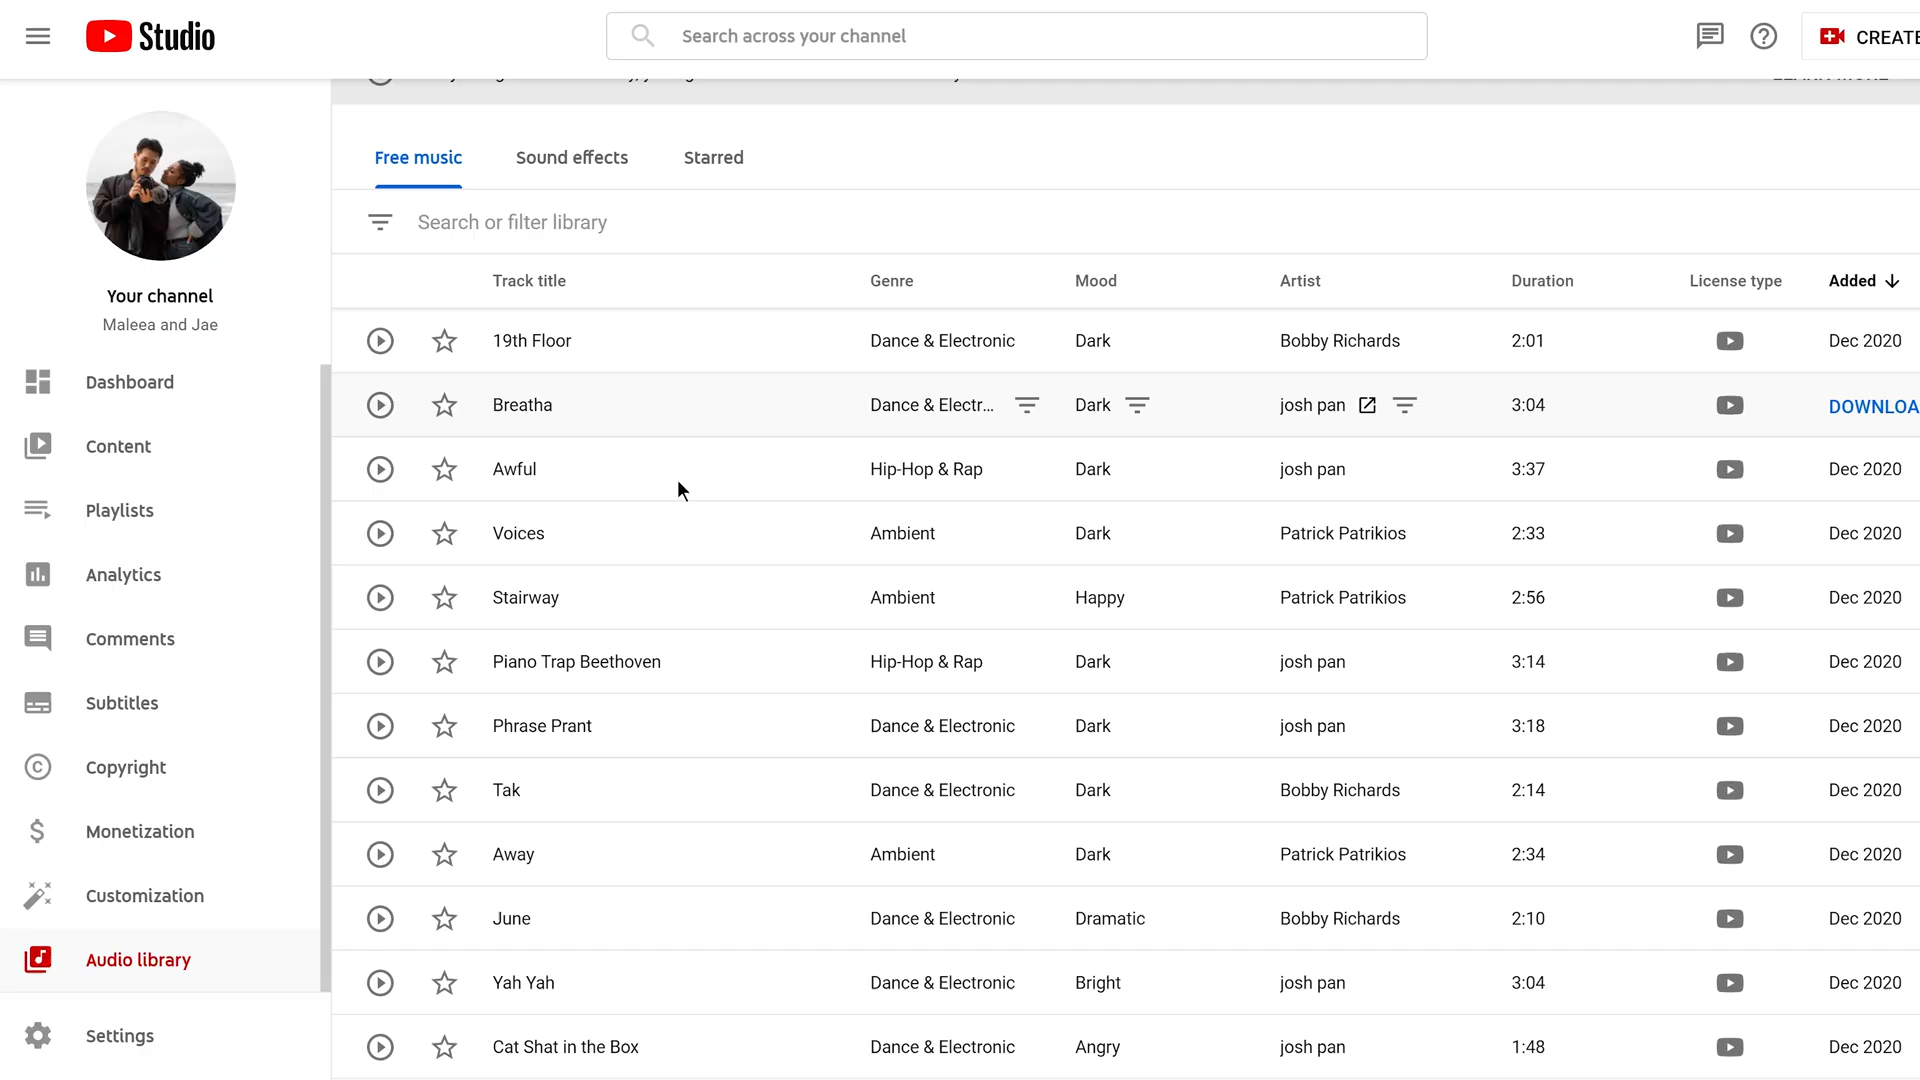 Studio
Search across your channel
CREATE
Free music
Sound effects
Starred
Search or filter library
Your channel
Maleea and Jae
Dashboard
Content
Playlists
Analytics
Comments
Subtitles
Copyright
Monetization
Customization
Audio library
Settings
Track title Genre Mood Artist Duration License type Added
19th Floor Dance & Electronic Dark Bobby Richards 2:01 Dec 2020
Breatha Dance & Electr... Dark josh pan 3:04 DOWNLOA
Awful Hip-Hop & Rap Dark josh pan 3:37 Dec 2020
Voices Ambient Dark Patrick Patrikios 2:33 Dec 2020
Stairway Ambient Happy Patrick Patrikios 2:56 Dec 2020
Piano Trap Beethoven Hip-Hop & Rap Dark josh pan 3:14 Dec 2020
Phrase Prant Dance & Electronic Dark josh pan 3:18 Dec 2020
Tak Dance & Electronic Dark Bobby Richards 2:14 Dec 2020
Away Ambient Dark Patrick Patrikios 2:34 Dec 2020
June Dance & Electronic Dramatic Bobby Richards 2:10 Dec 2020
Yah Yah Dance & Electronic Bright josh pan 3:04 Dec 2020
Cat Shat in the Box Dance & Electronic Angry josh pan 1:48 Dec 2020